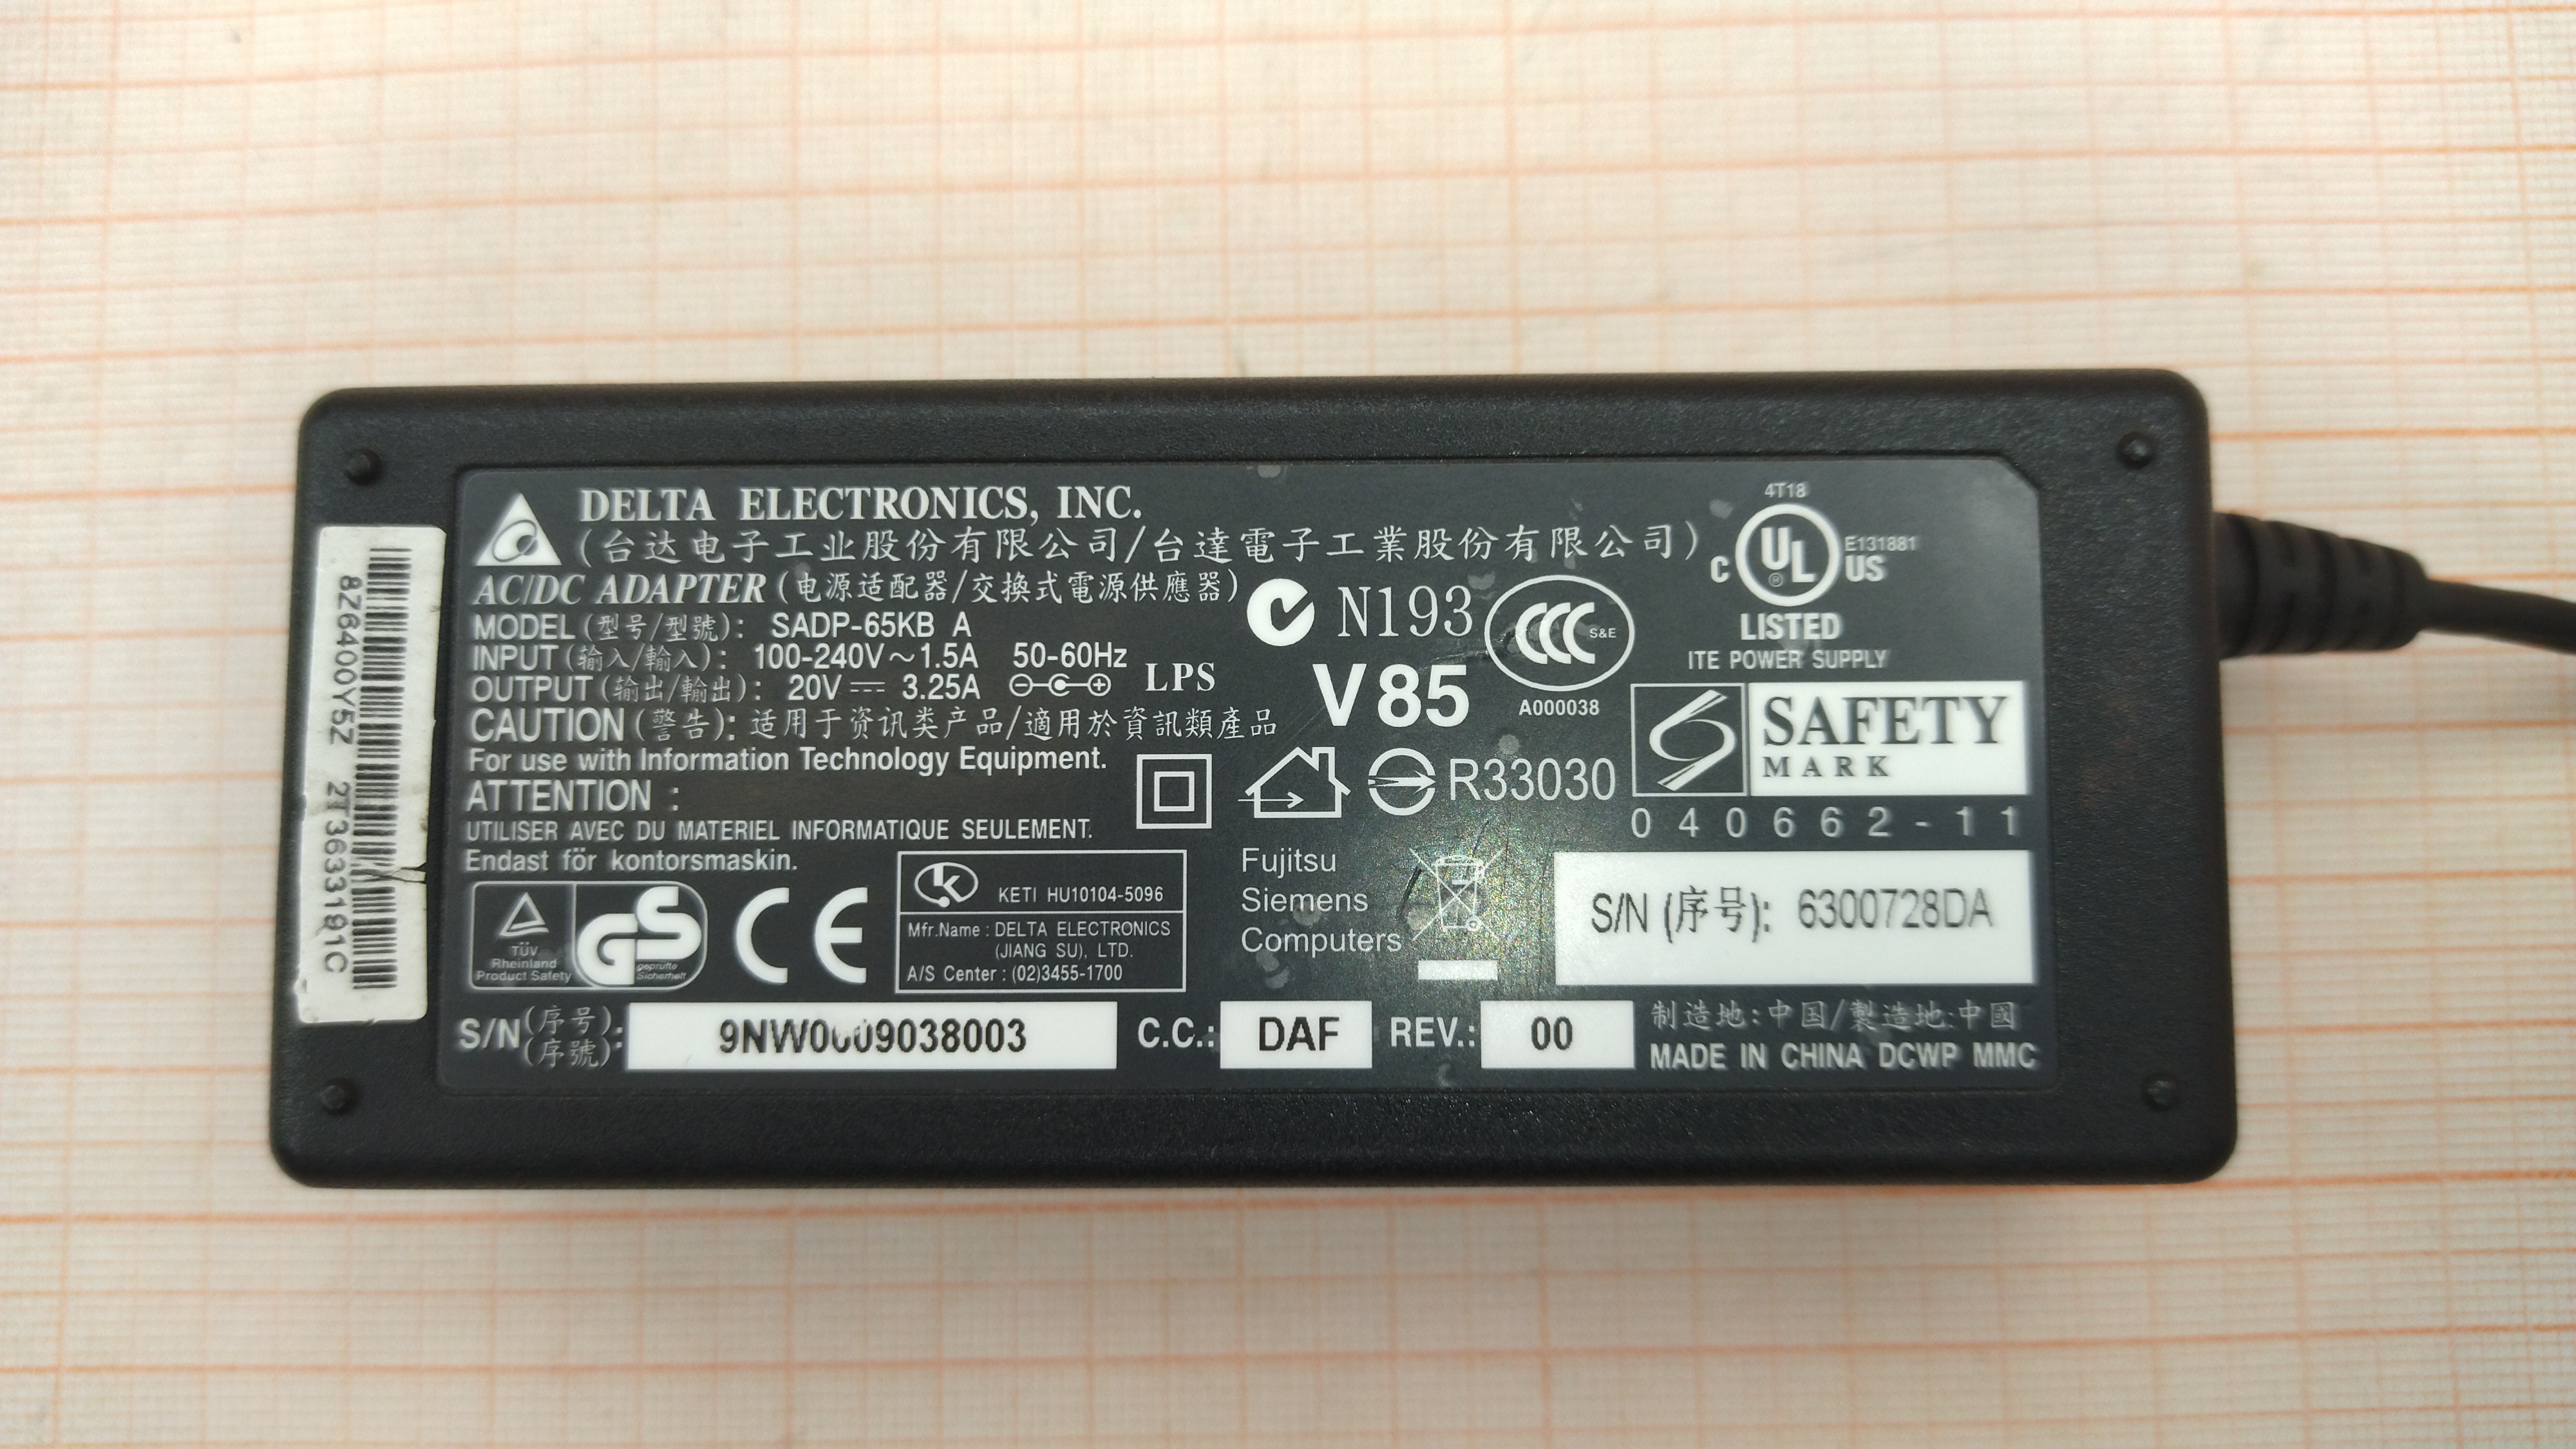 DELTA ELECTRONICS, INC.
(台达电子工业股份有限公司/台達電子工業股份有限公司)
AC/DC ADAPTER (电源适配器/交換式電源供應器)
MODEL (型号/型號): SADP-65KB A
INPUT (输入/輸入): 100-240V~1.5A 50-60Hz
OUTPUT (输出/輸出): 20V⎓ 3.25A
LPS
CAUTION (警告): 适用于资讯类产品/適用於資訊類產品
For use with Information Technology Equipment.
ATTENTION :
UTILISER AVEC DU MATERIEL INFORMATIQUE SEULEMENT.
Endast för kontorsmaskin.
N193
CCC S&E
A000038
V85
R33030
4T18
C UL ® US
E131881
LISTED
ITE POWER SUPPLY
SAFETY
MARK
040662-11
TÜV
Rheinland
Product Safety
GS
geprüfte
Sicherheit
CE
KETI HU10104-5096
Mfr.Name : DELTA ELECTRONICS
(JIANG SU), LTD.
A/S Center : (02)3455-1700
Fujitsu
Siemens
Computers
S/N (序号): 6300728DA
S/N (序号): 9NW0009038003
(序號)
C.C.: DAF
REV.: 00
制造地:中国/製造地:中國
MADE IN CHINA DCWP MMC
8Z6400Y5Z 2T3633191C